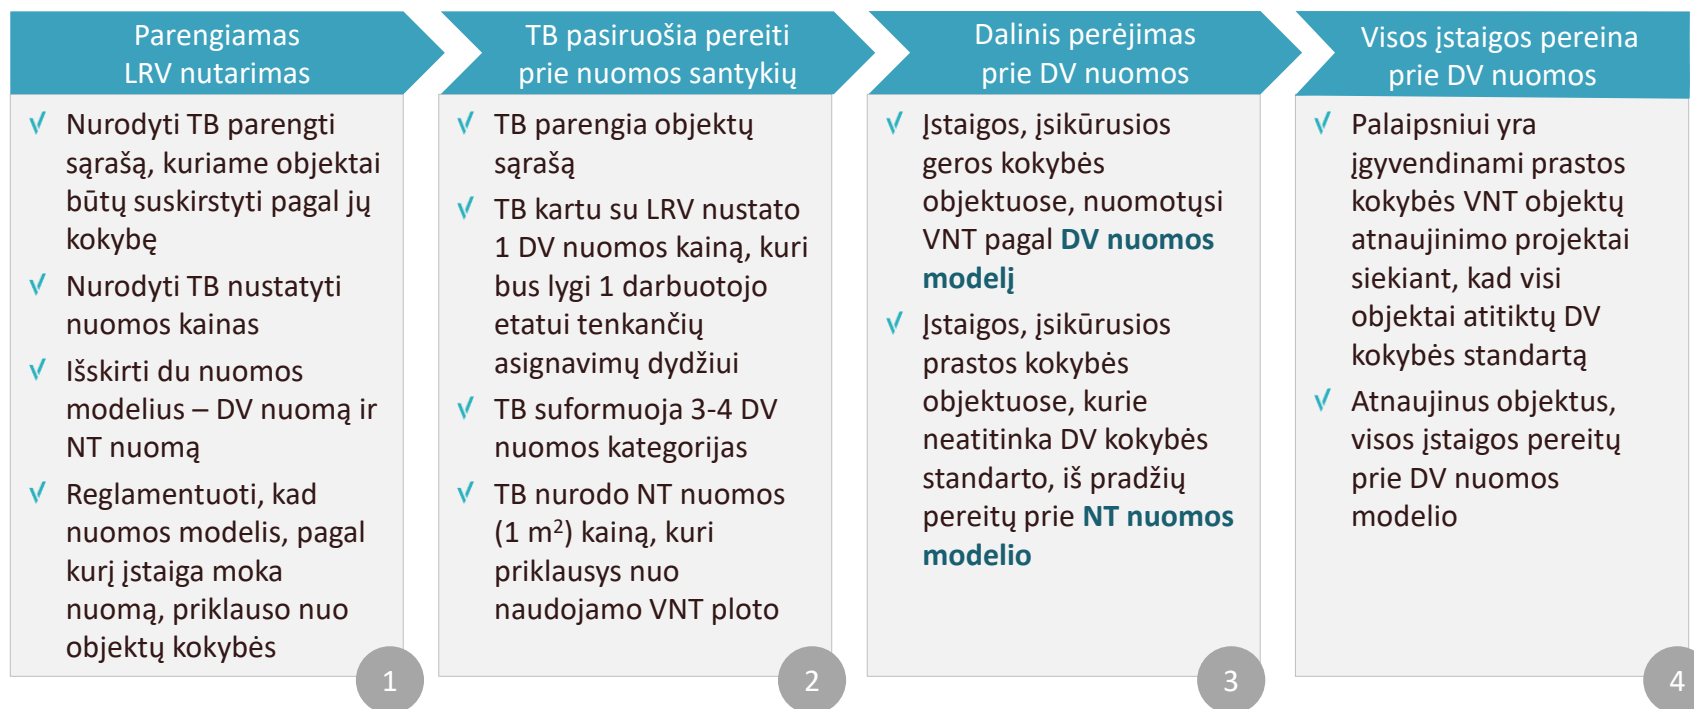 Parengiamas
LRV nutarimas
Nurodyti TB parengti
sąrašą, kuriame objektai
būtų suskirstyti pagal jų
kokybę
Nurodyti TB nustatyti
nuomos kainas
Išskirti du nuomos
modelius – DV nuomą ir
NT nuomą
Reglamentuoti, kad
nuomos modelis, pagal
kurį įstaiga moka
nuomą, priklauso nuo
objektų kokybės
1
TB pasiruošia pereiti
prie nuomos santykių
TB parengia objektų
sąrašą
TB kartu su LRV nustato
1 DV nuomos kainą, kuri
bus lygi 1 darbuotojo
etatui tenkančių
asignavimų dydžiui
TB suformuoja 3-4 DV
nuomos kategorijas
TB nurodo NT nuomos
(1 m²) kainą, kuri
priklausys nuo
naudojamo VNT ploto
2
Dalinis perėjimas
prie DV nuomos
Įstaigos, įsikūrusios
geros kokybės
objektuose, nuomotųsi
VNT pagal DV nuomos
modelį
Įstaigos, įsikūrusios
prastos kokybės
objektuose, kurie
neatitinka DV kokybės
standarto, iš pradžių
pereitų prie NT nuomos
modelio
3
Visos įstaigos pereina
prie DV nuomos
Palaipsniui yra
įgyvendinami prastos
kokybės VNT objektų
atnaujinimo projektai
siekiant, kad visi
objektai atitiktų DV
kokybės standartą
Atnaujinus objektus,
visos įstaigos pereitų
prie DV nuomos
modelio
4